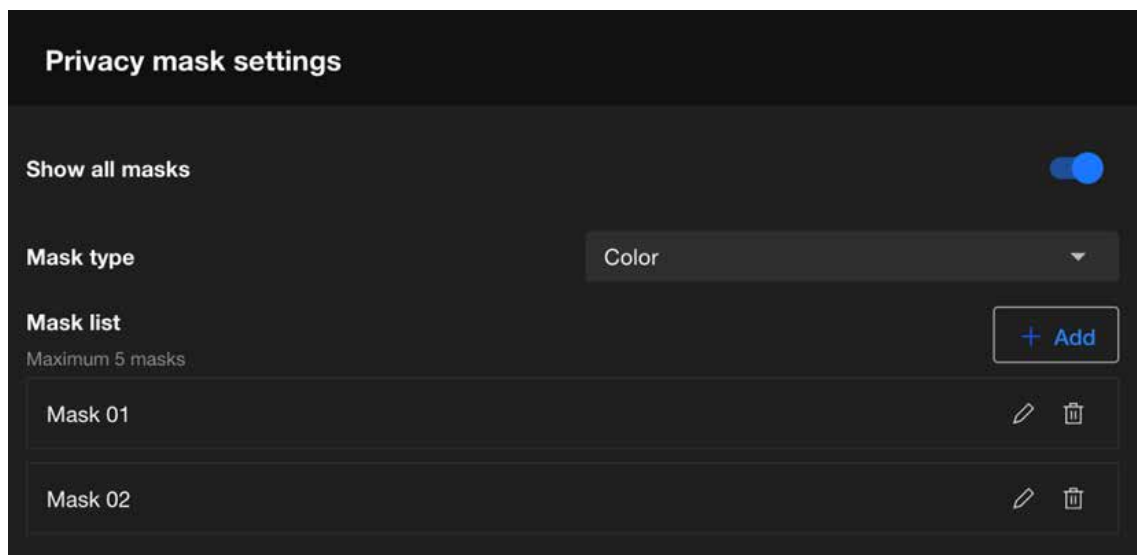 Privacy mask settings
Show all masks
Mask type Color
Mask list
+ Add
Maximum 5 masks
Mask 01
Mask 02